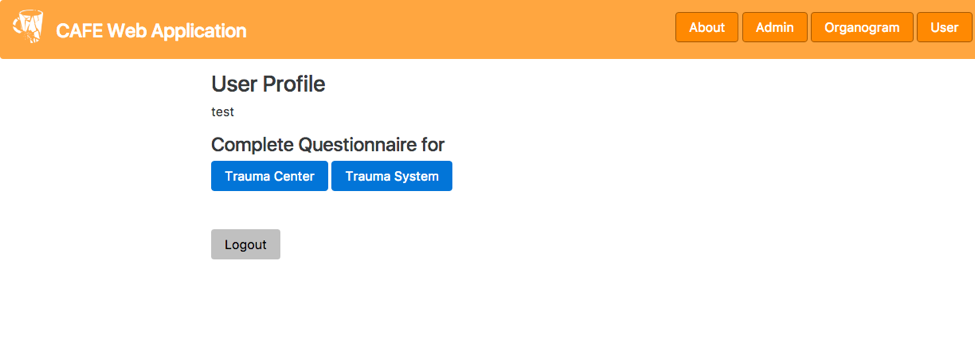 CAFE Web Application
About Admin Organogram User
User Profile
test
Complete Questionnaire for
Trauma Center Trauma System
Logout